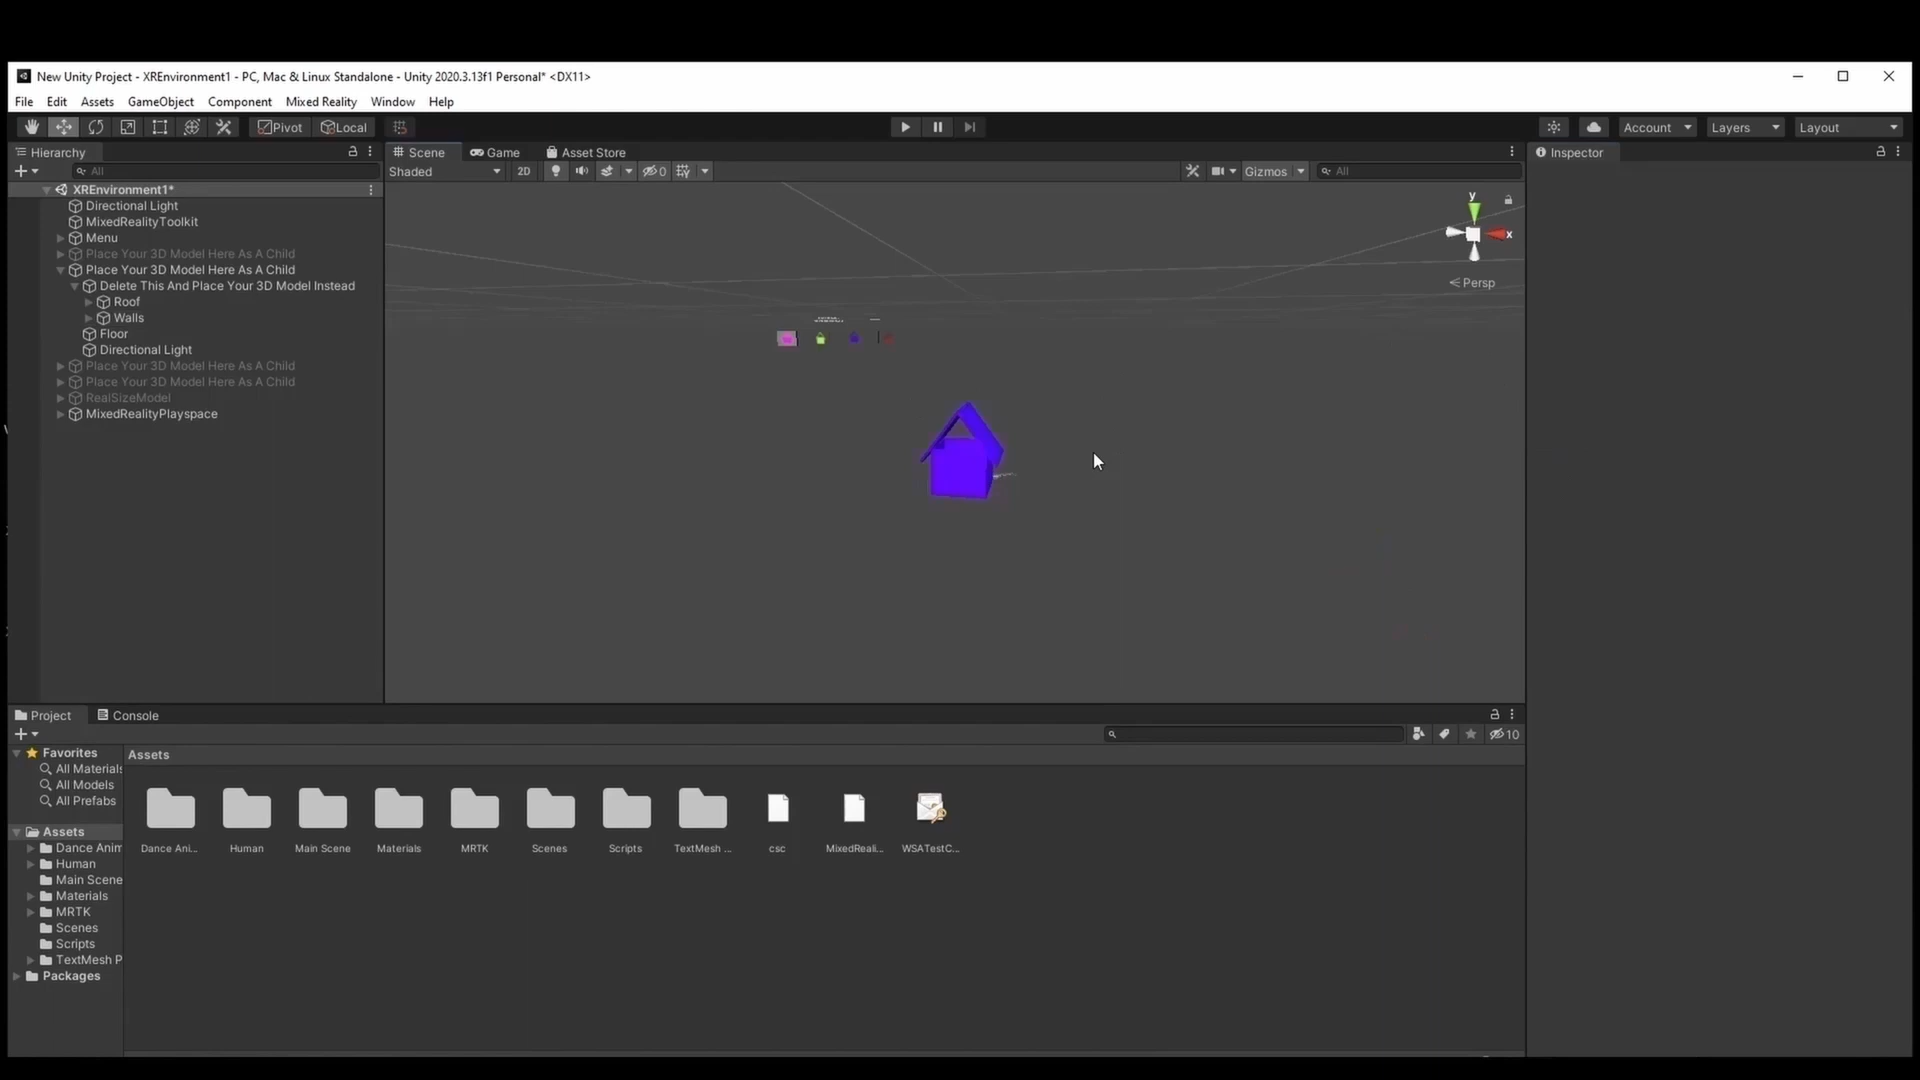 New Unity Project - XREnvironment1 - PC, Mac & Linux Standalone - Unity 2020.3.13f1 Personal* <DX11>
File Edit Assets GameObject Component Mixed Reality Window Help
Pivot Local Account Layers Layout
Hierarchy
All
XREnvironment1*
Directional Light
MixedRealityToolkit
Menu
Place Your 3D Model Here As A Child
Place Your 3D Model Here As A Child
Delete This And Place Your 3D Model Instead
Roof
Walls
Floor
Directional Light
Place Your 3D Model Here As A Child
Place Your 3D Model Here As A Child
RealSizeModel
MixedRealityPlayspace
Scene Game Asset Store
Shaded 2D 0 Gizmos All
y
x
Persp
Inspector
Project Console
10
Favorites
All Materials
All Models
All Prefabs
Assets
Dance Anim
Human
Main Scene
Materials
MRTK
Scenes
Scripts
TextMesh P
Packages
Assets
Dance Ani... Human Main Scene Materials MRTK Scenes Scripts TextMesh ... csc MixedReali... WSATestC...